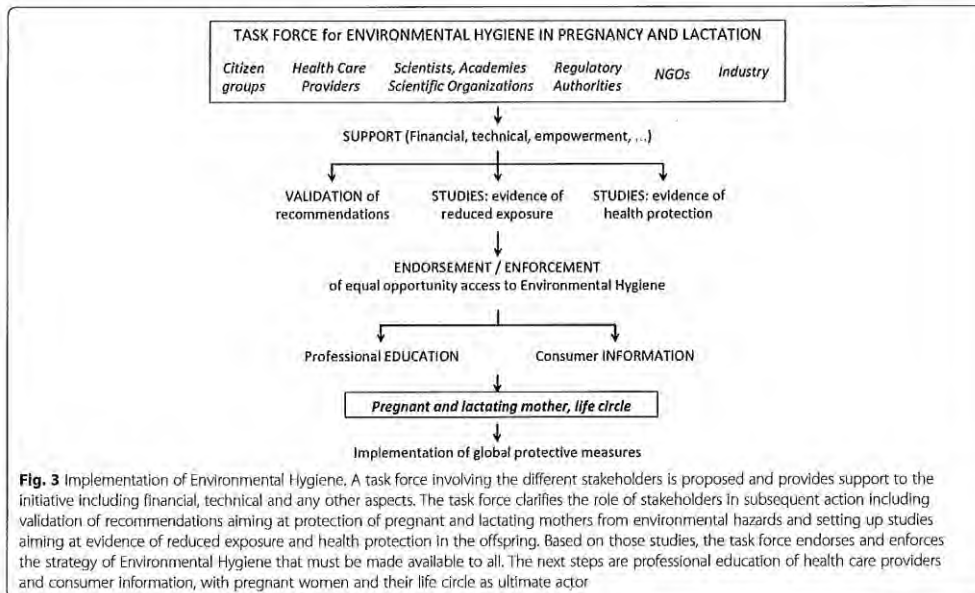 TASK FORCE for ENVIRONMENTAL HYGIENE IN PREGNANCY AND LACTATION
Citizen groups
Health Care Providers
Scientists, Academies Scientific Organizations
Regulatory Authorities
NGOs
Industry
SUPPORT (Financial, technical, empowerment, ...)
VALIDATION of recommendations
STUDIES: evidence of reduced exposure
STUDIES: evidence of health protection
ENDORSEMENT / ENFORCEMENT
of equal opportunity access to Environmental Hygiene
Professional EDUCATION
Consumer INFORMATION
Pregnant and lactating mother, life circle
Implementation of global protective measures
Fig. 3 Implementation of Environmental Hygiene. A task force involving the different stakeholders is proposed and provides support to the
initiative including financial, technical and any other aspects. The task force clarifies the role of stakeholders in subsequent action including
validation of recommendations aiming at protection of pregnant and lactating mothers from environmental hazards and setting up studies
aiming at evidence of reduced exposure and health protection in the offspring. Based on those studies, the task force endorses and enforces
the strategy of Environmental Hygiene that must be made available to all. The next steps are professional education of health care providers
and consumer information, with pregnant women and their life circle as ultimate actor